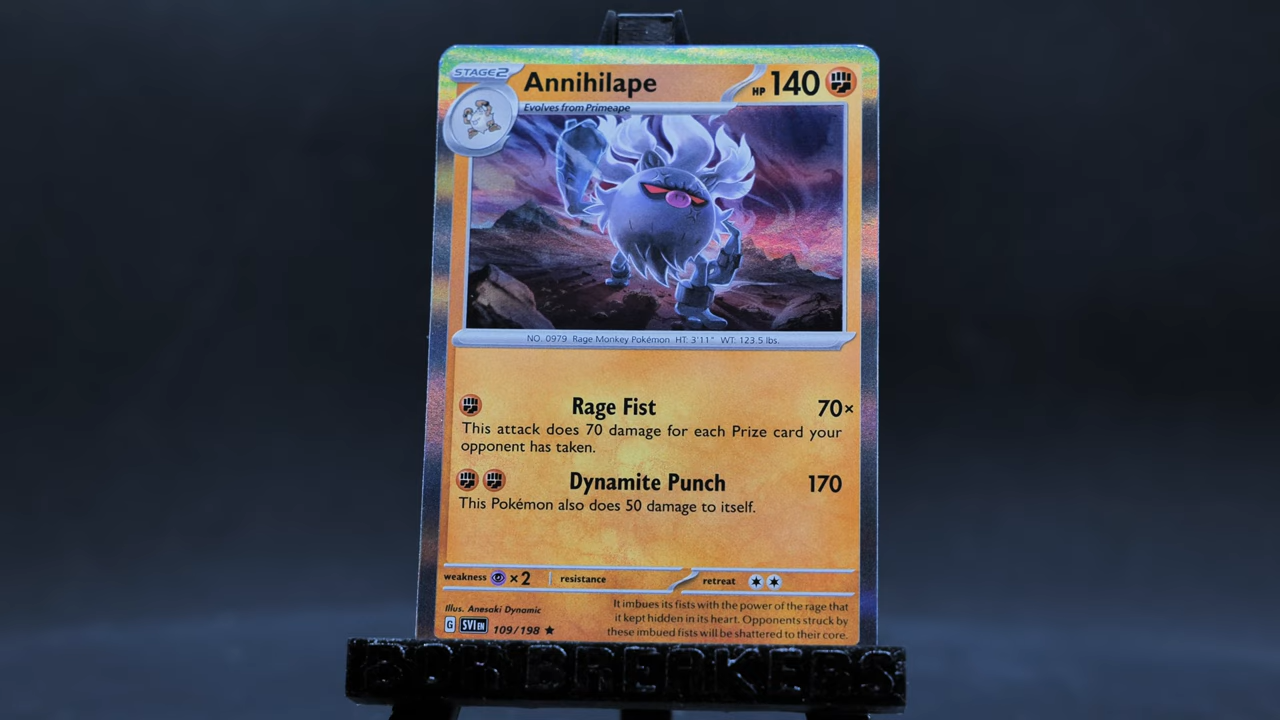 STAGE2
Annihilape
HP 140
Evolves from Primeape
NO. 0979 Rage Monkey Pokémon HT: 3'11" WT: 123.5 lbs.
Rage Fist 70×
This attack does 70 damage for each Prize card your
opponent has taken.
Dynamite Punch 170
This Pokémon also does 50 damage to itself.
weakness ×2 resistance retreat
Illus. Anesaki Dynamic
G SVI EN 109/198 ★
It imbues its fists with the power of the rage that
it kept hidden in its heart. Opponents struck by
these imbued fists will be shattered to their core.
BOXBREAKERS